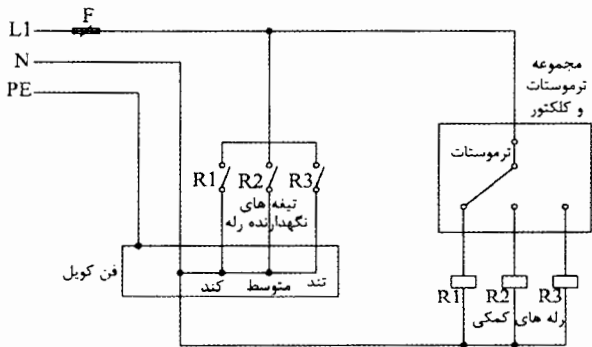 F
L1
N
PE
مجموعه
ترموستات
و کلکتور
ترموستات
R1 R2 R3
تیغه های
نگهدارنده رله
فن کویل
کند متوسط تند
R1 R2 R3
رله های کمکی